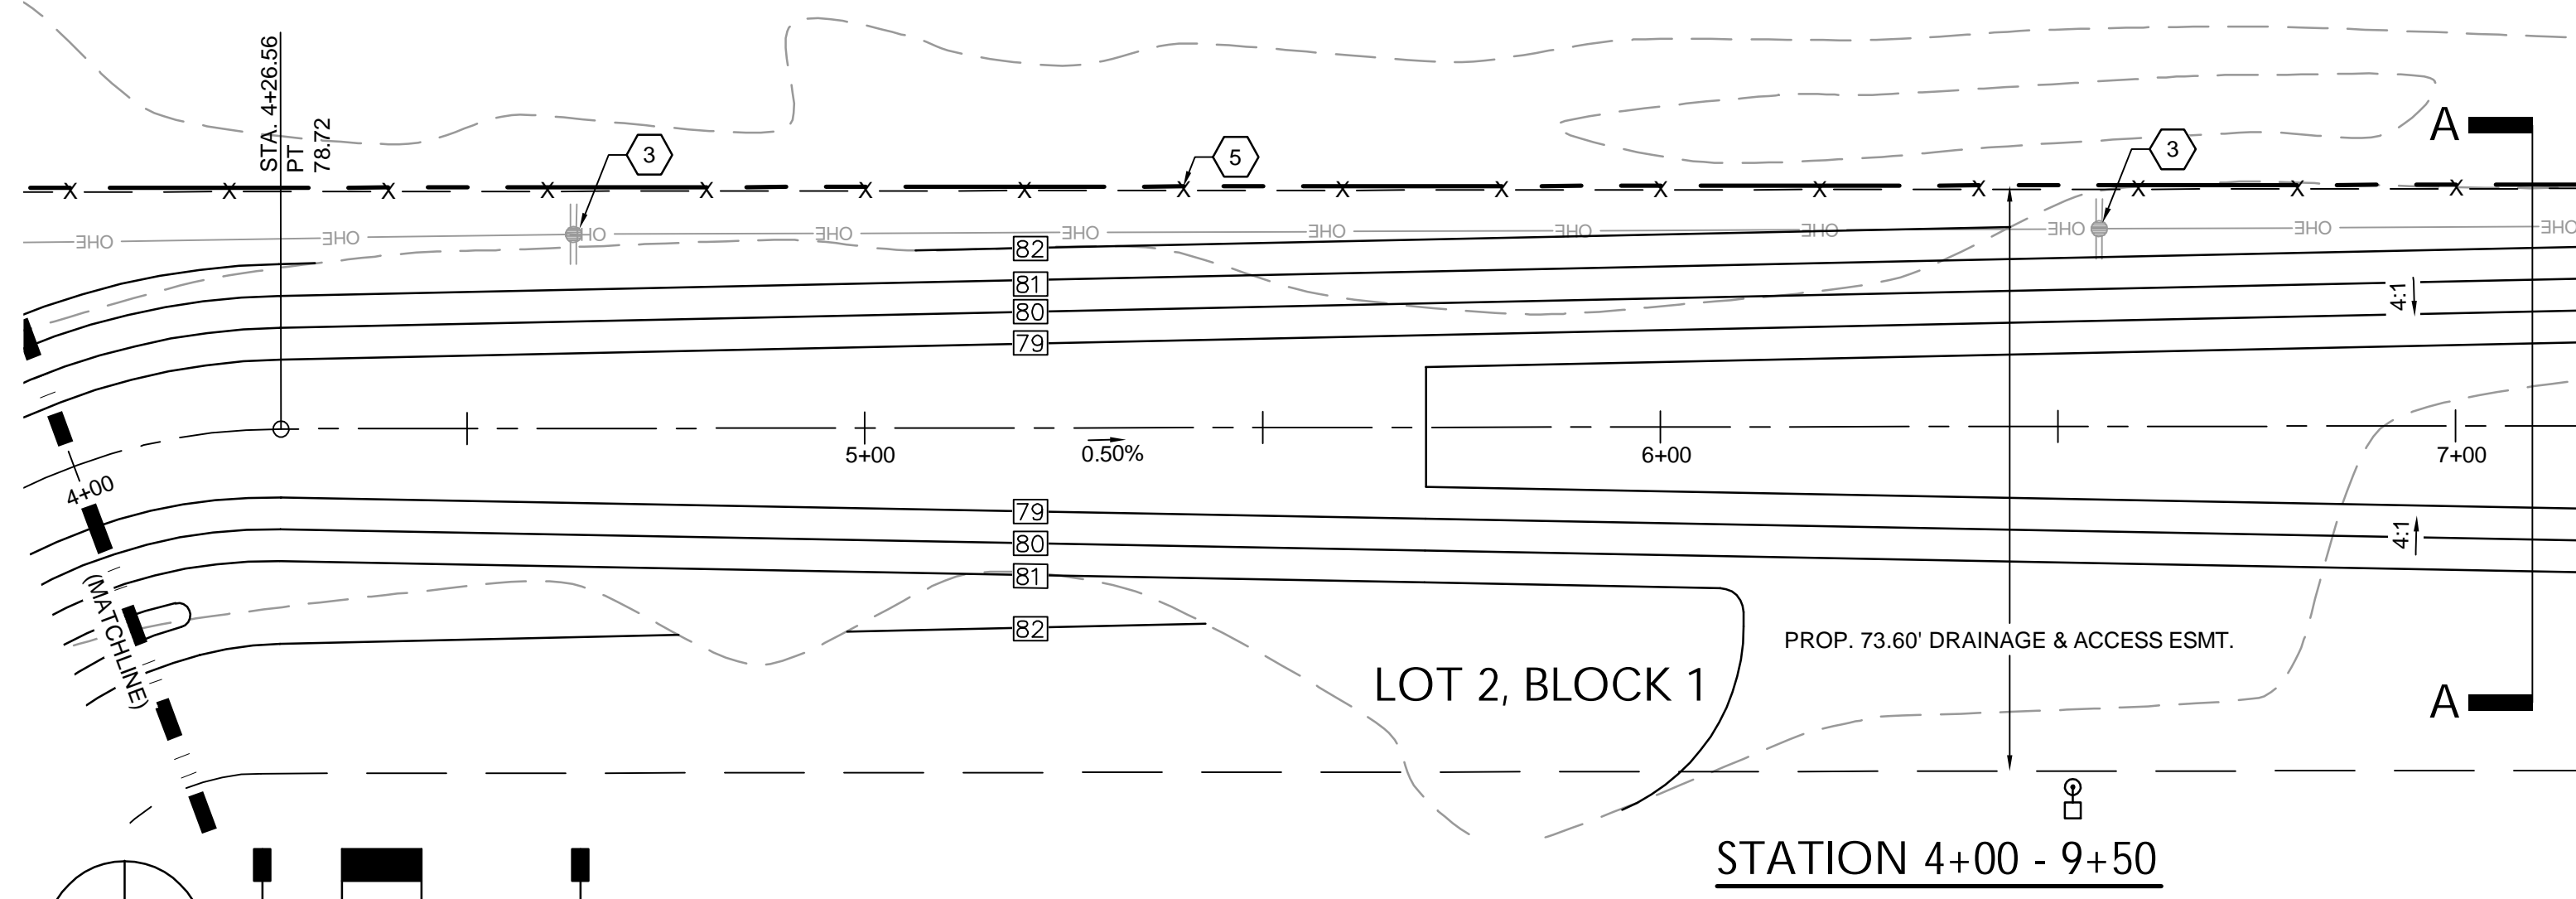 STA. 4+26.56
PT
78.72
3
5
3
A
X X X X X X X X X X X X X X X X
OHE OHE OHE OHE OHE OHE OHE OHE OHE OHE OHE
82
81
80
79
4:1
4+00
5+00
0.50%
6+00
7+00
79
80
81
82
4:1
(MATCHLINE)
PROP. 73.60' DRAINAGE & ACCESS ESMT.
LOT 2, BLOCK 1
A
STATION 4+00 - 9+50